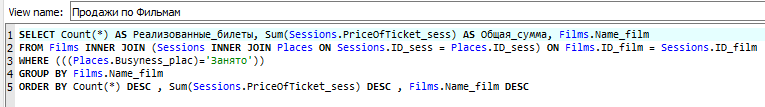 View name: Продажи по Фильмам
1 SELECT Count(*) AS Реализованные_билеты, Sum(Sessions.PriceOfTicket_sess) AS Общая_сумма, Films.Name_film
2 FROM Films INNER JOIN (Sessions INNER JOIN Places ON Sessions.ID_sess = Places.ID_sess) ON Films.ID_film = Sessions.ID_film
3 WHERE (((Places.Busyness_plac)='Занято'))
4 GROUP BY Films.Name_film
5 ORDER BY Count(*) DESC , Sum(Sessions.PriceOfTicket_sess) DESC , Films.Name_film DESC